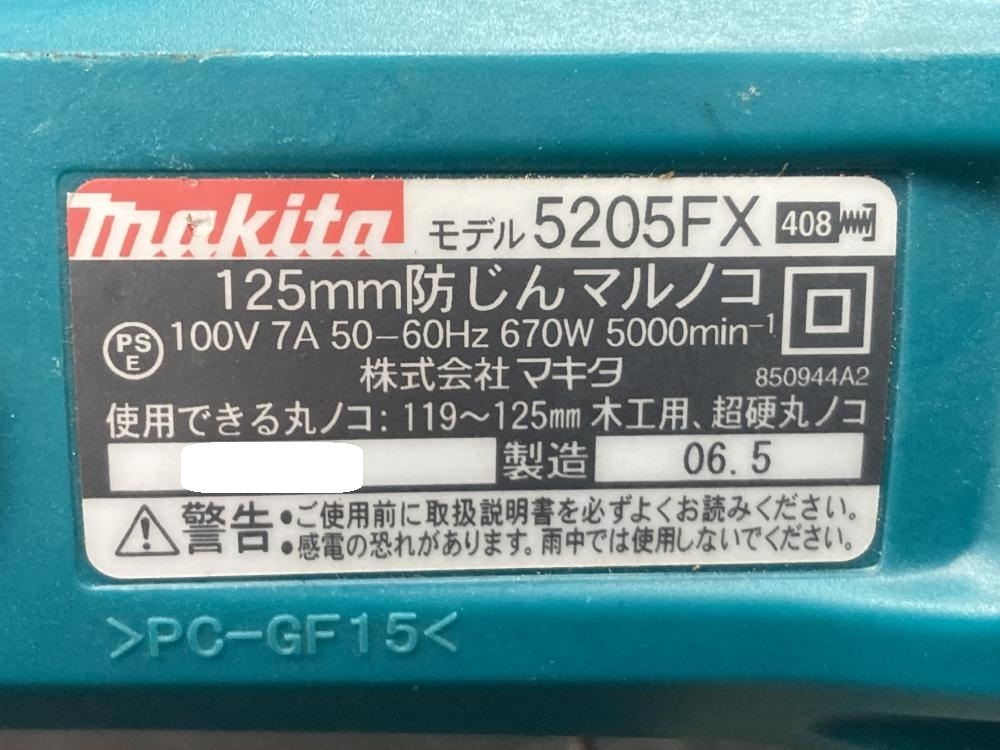 makita モデル 5205FX 408
125mm防じんマルノコ
PS E 100V 7A 50-60Hz 670W 5000min⁻¹
株式会社 マキタ 850944A2
使用できる丸ノコ: 119～125mm 木工用、超硬丸ノコ
製造 06.5
警告 •ご使用前に取扱説明書を必ずよくお読みください。
•感電の恐れがあります。雨中では使用しないでください。
>PC-GF15<